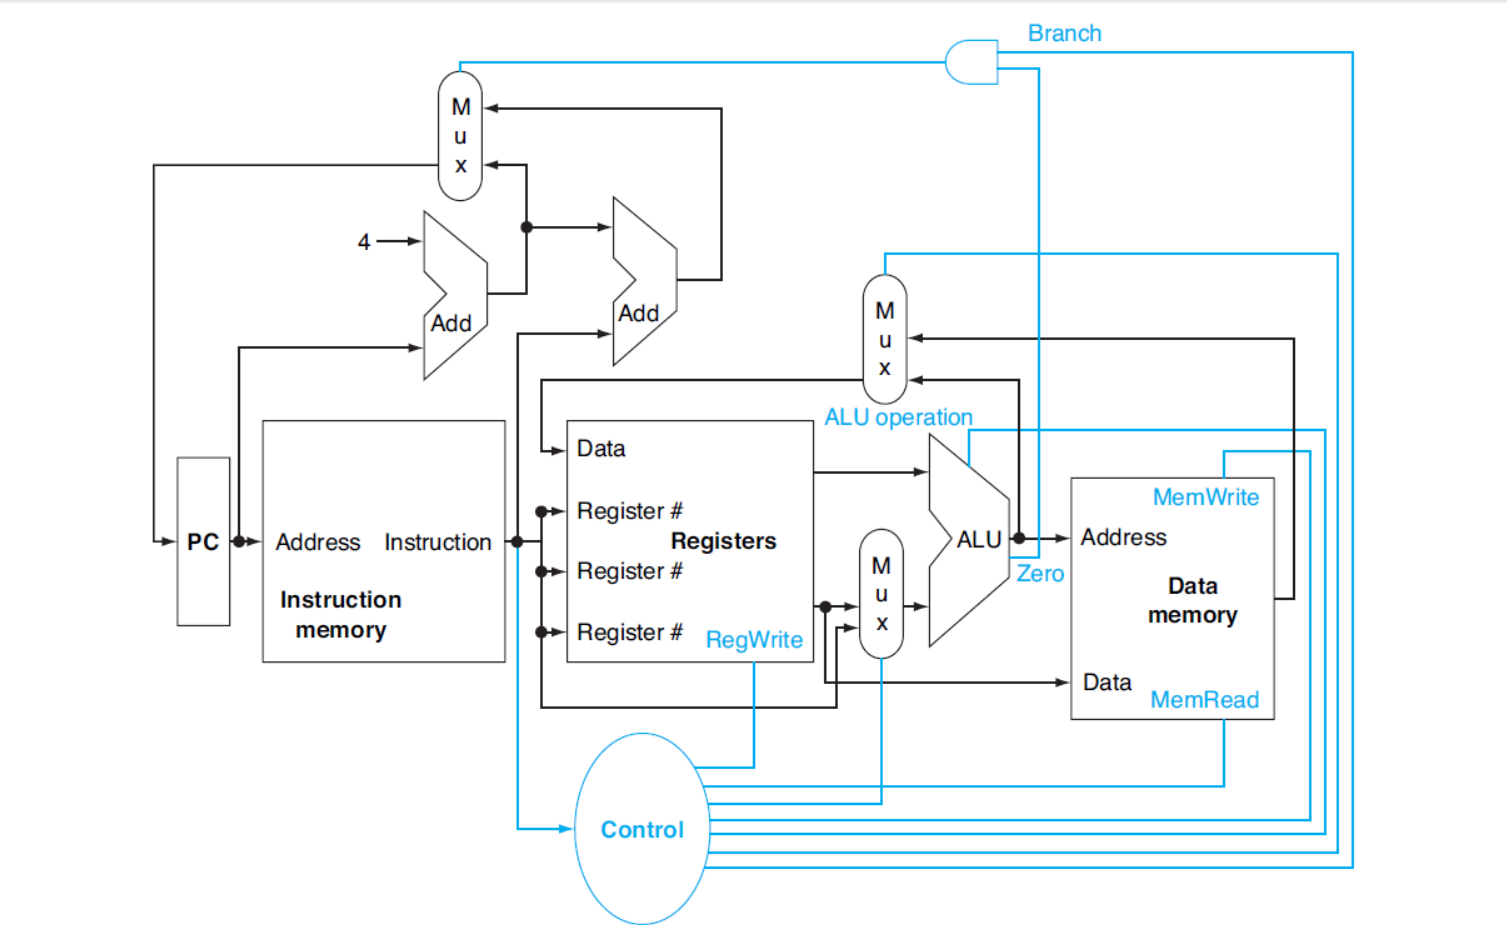 Branch
M
u
x
4
Add
Add
M
u
x
ALU operation
Data
Register #
Registers
Register #
Register #
RegWrite
PC
Address
Instruction
Instruction
memory
M
u
x
ALU
Zero
MemWrite
Address
Data
memory
Data
MemRead
Control